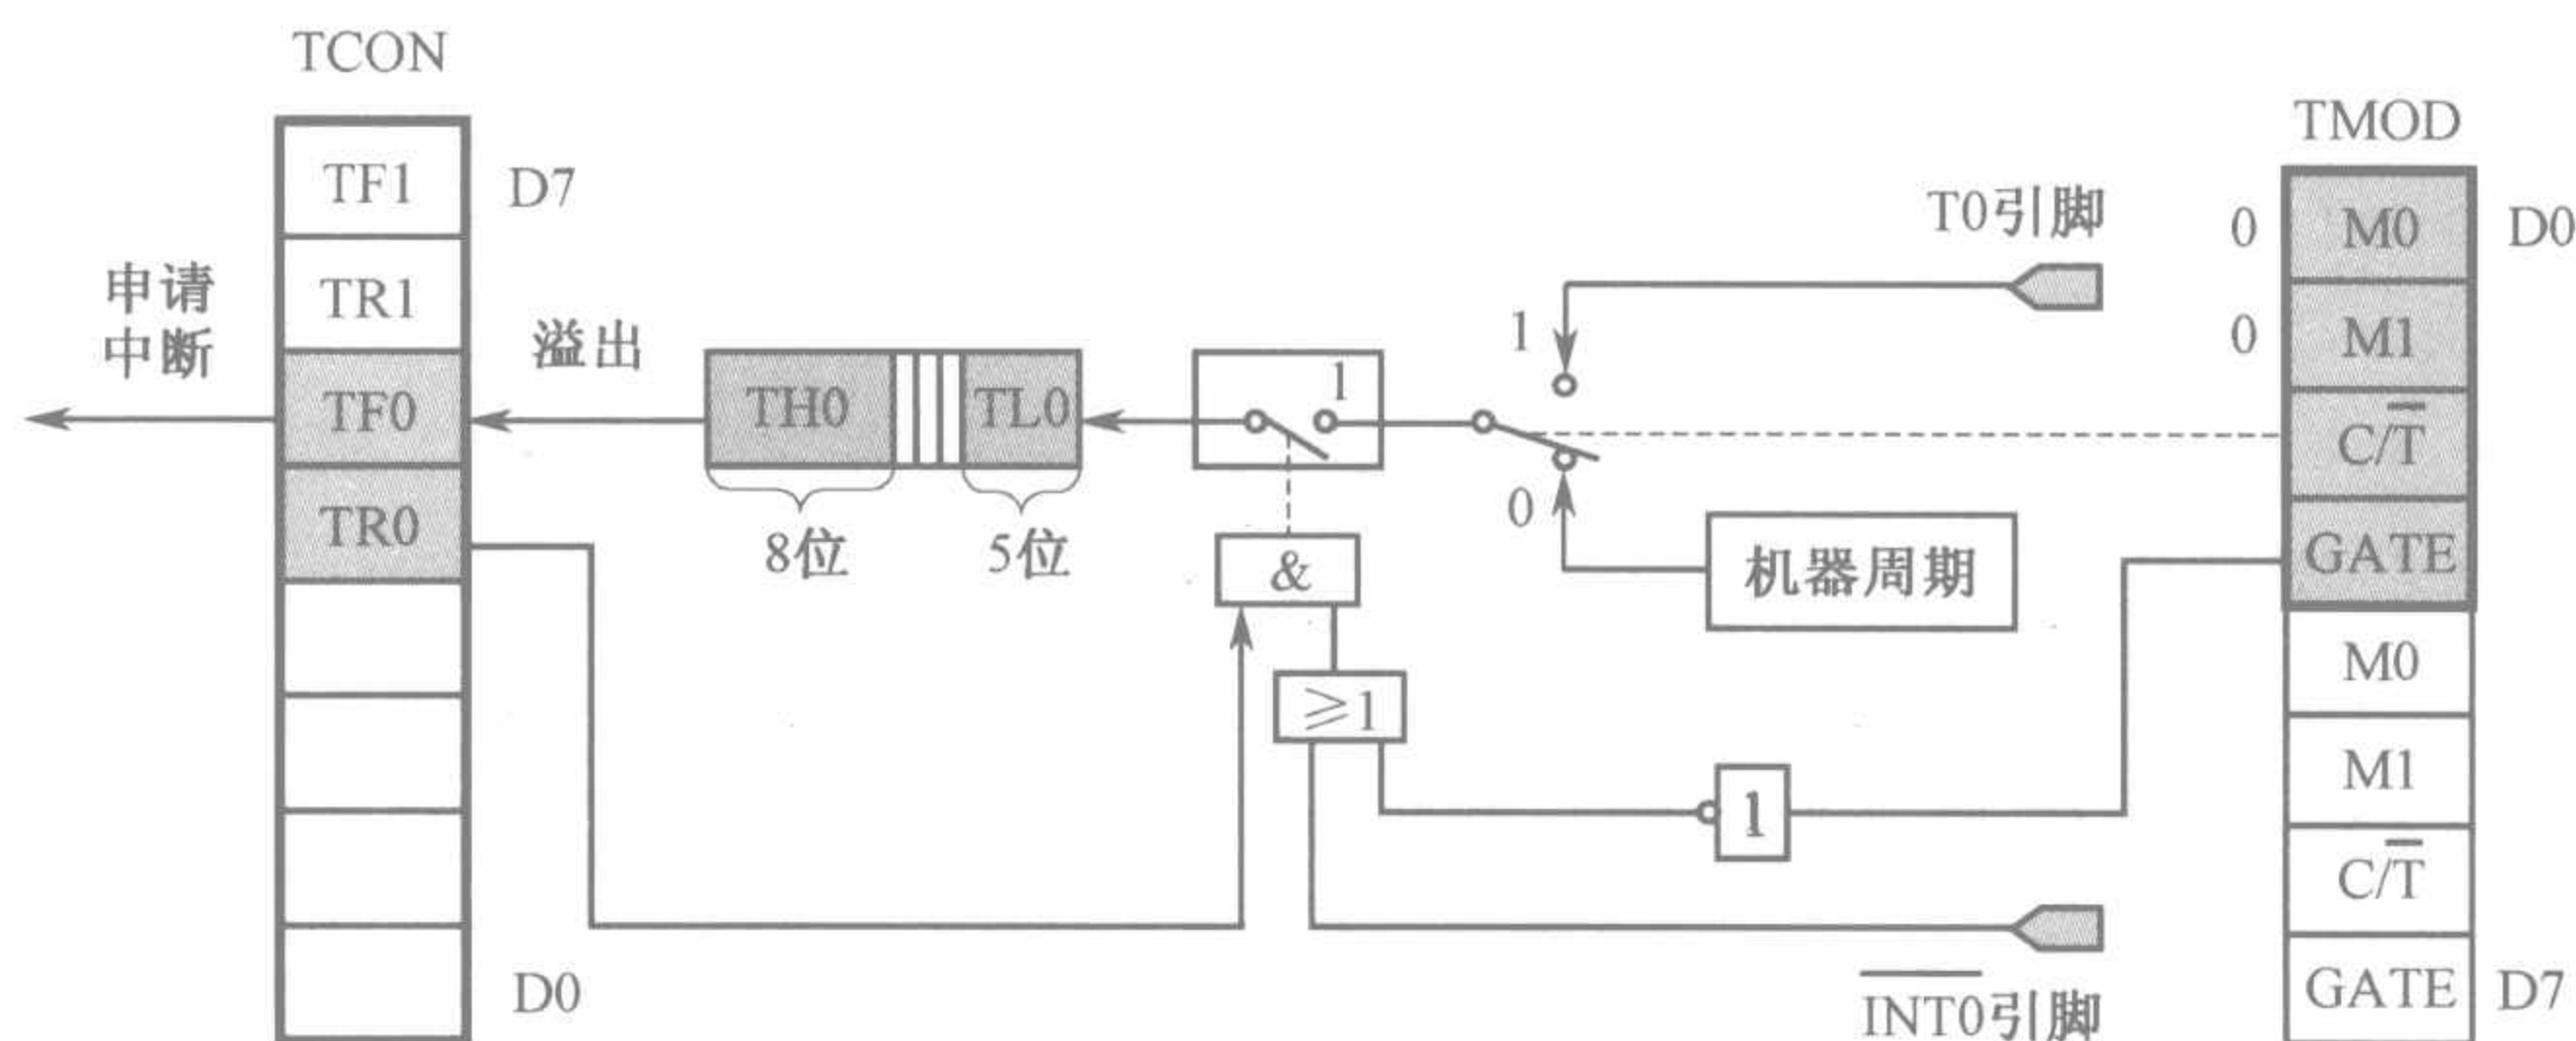 TCON
TF1
D7
TR1
TF0
TR0
D0
申请
中断
溢出
TH0
TL0
8位
5位
1
&
≥1
1
0
T0引脚
机器周期
1
INT0引脚
TMOD
0
M0
D0
0
M1
C/T̅
GATE
M0
M1
C/T̅
GATE
D7